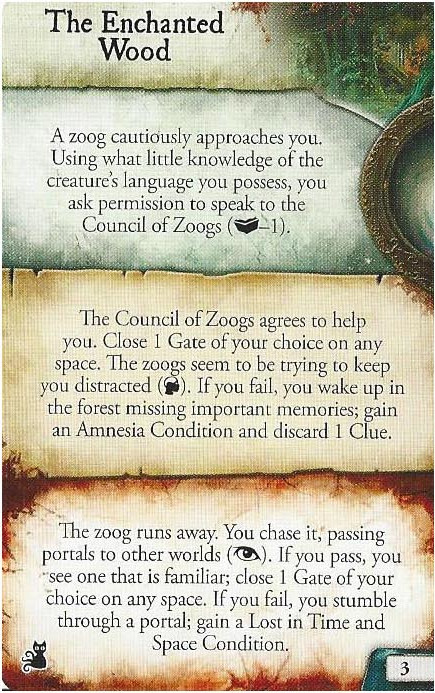 The Enchanted
Wood
A zoog cautiously approaches you.
Using what little knowledge of the
creature's language you possess, you
ask permission to speak to the
Council of Zoogs (–1).
The Council of Zoogs agrees to help
you. Close 1 Gate of your choice on any
space. The zoogs seem to be trying to keep
you distracted (). If you fail, you wake up in
the forest missing important memories; gain
an Amnesia Condition and discard 1 Clue.
The zoog runs away. You chase it, passing
portals to other worlds (). If you pass, you
see one that is familiar; close 1 Gate of your
choice on any space. If you fail, you stumble
through a portal; gain a Lost in Time and
Space Condition.
3